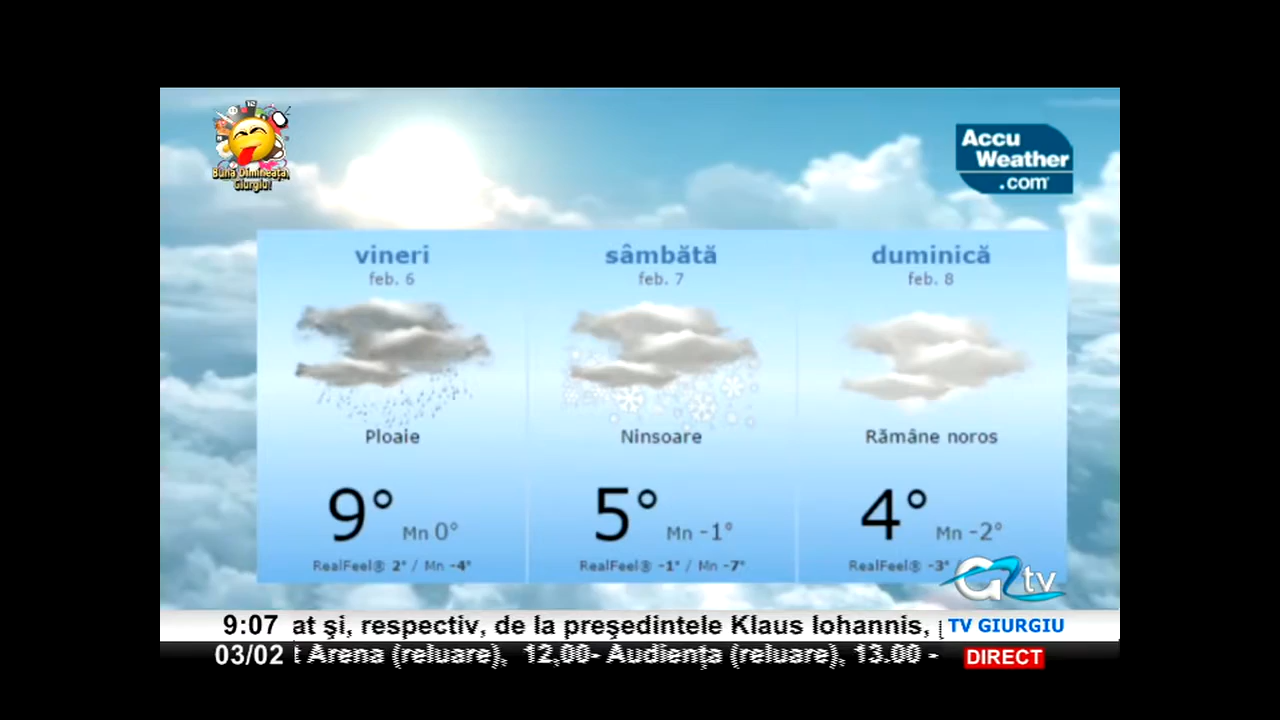 Bună Dimineaţa,
Giurgiu!
Accu
Weather
.com
vineri
feb. 6
Ploaie
9° Mn 0°
RealFeel® 2° / Mn -4°
sâmbătă
feb. 7
Ninsoare
5° Mn -1°
RealFeel® -1° / Mn -7°
duminică
feb. 8
Rămâne noros
4° Mn -2°
RealFeel® -3°
G tv
9:07 at şi, respectiv, de la preşedintele Klaus Iohannis, TV GIURGIU
03/02 t Arena (reluare), 12,00- Audienţa (reluare), 13.00 - DIRECT